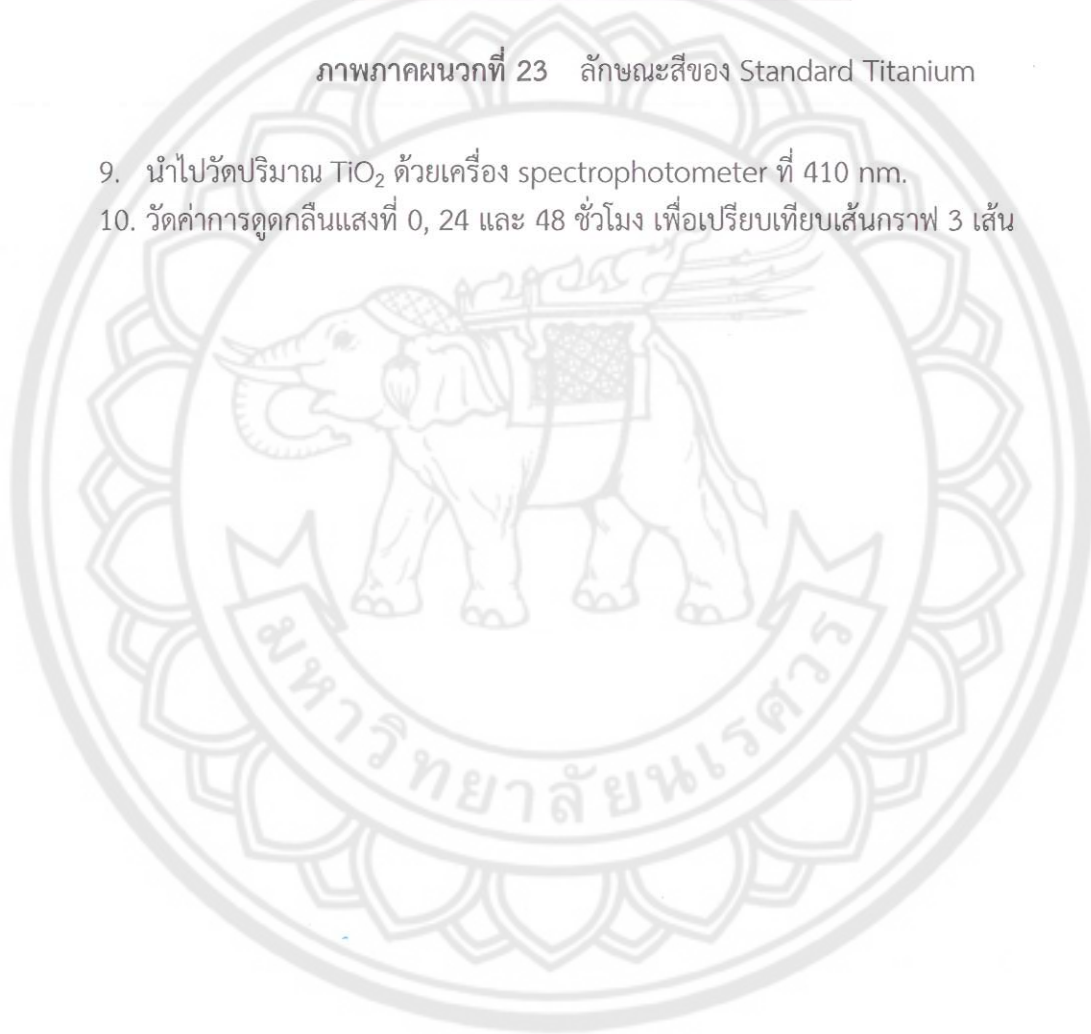 ภาพภาคผนวกที่ 23 ลักษณะสีของ Standard Titanium
9. นำไปวัดปริมาณ TiO₂ ด้วยเครื่อง spectrophotometer ที่ 410 nm.
10. วัดค่าการดูดกลืนแสงที่ 0, 24 และ 48 ชั่วโมง เพื่อเปรียบเทียบเส้นกราฟ 3 เส้น
มหาวิทยาลัยนเรศวร